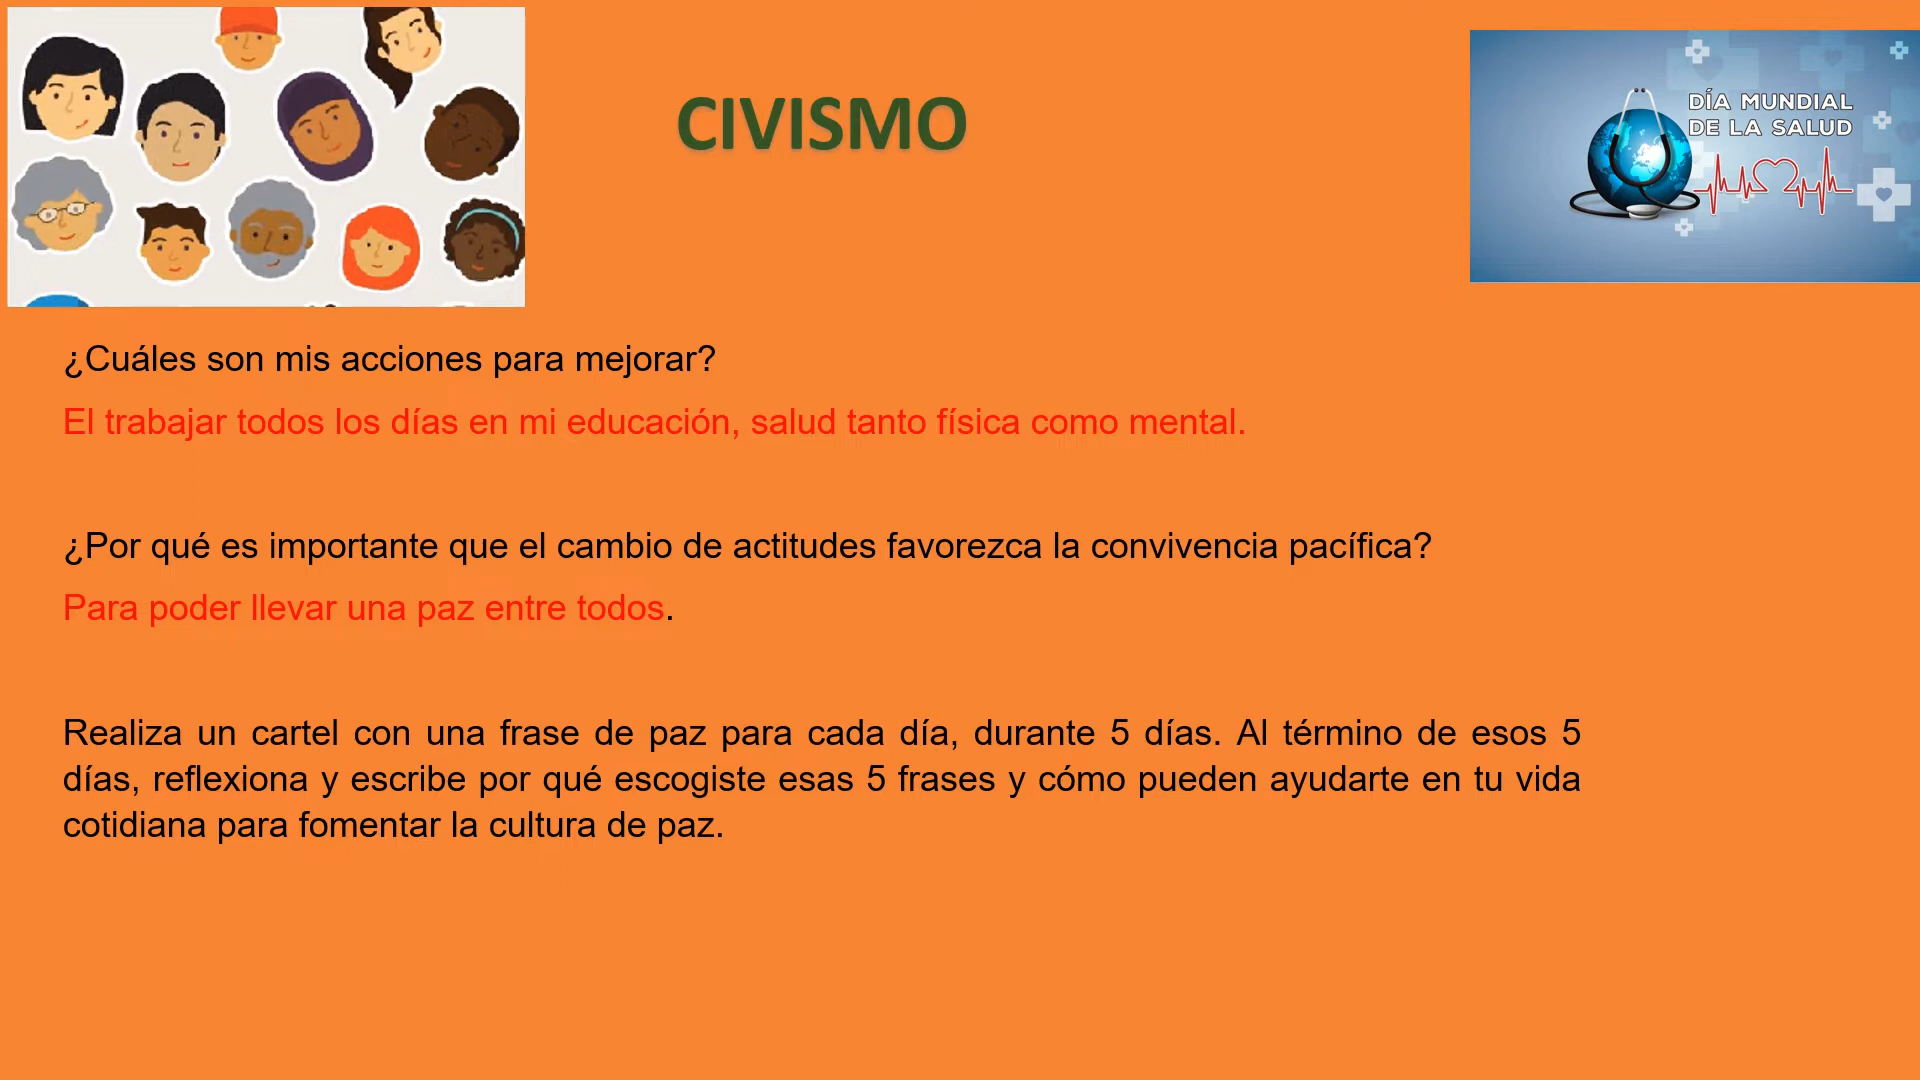 CIVISMO
DÍA MUNDIAL
DE LA SALUD
¿Cuáles son mis acciones para mejorar?
El trabajar todos los días en mi educación, salud tanto física como mental.
¿Por qué es importante que el cambio de actitudes favorezca la convivencia pacífica?
Para poder llevar una paz entre todos.
Realiza un cartel con una frase de paz para cada día, durante 5 días. Al término de esos 5
días, reflexiona y escribe por qué escogiste esas 5 frases y cómo pueden ayudarte en tu vida
cotidiana para fomentar la cultura de paz.